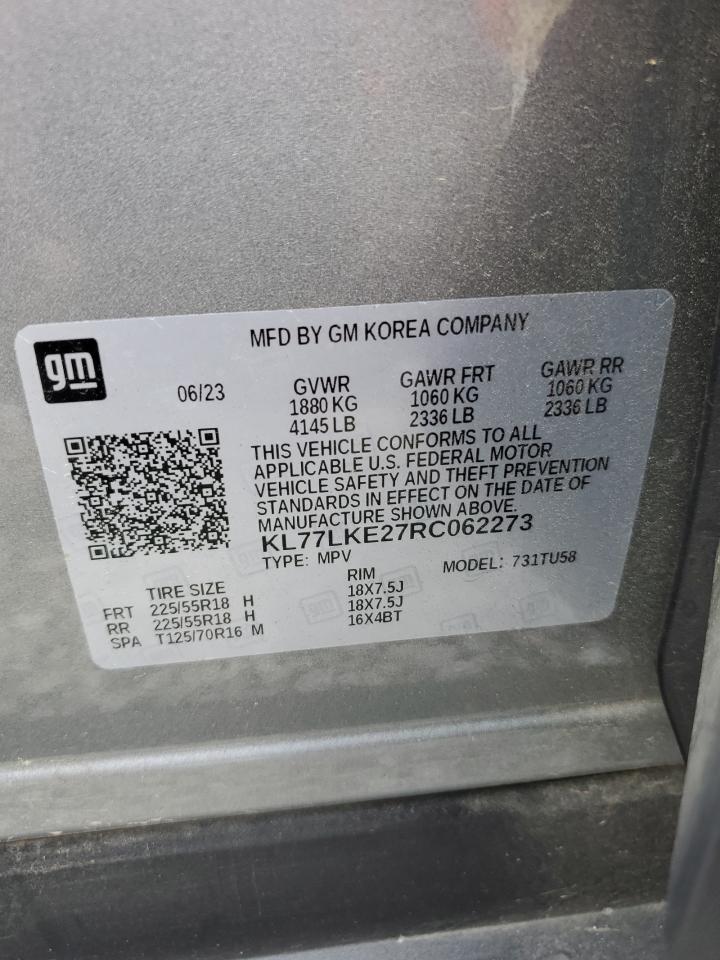 MFD BY GM KOREA COMPANY
gm
06/23
GVWR
1880 KG
4145 LB
GAWR FRT
1060 KG
2336 LB
GAWR RR
1060 KG
2336 LB
THIS VEHICLE CONFORMS TO ALL
APPLICABLE U.S. FEDERAL MOTOR
VEHICLE SAFETY AND THEFT PREVENTION
STANDARDS IN EFFECT ON THE DATE OF
MANUFACTURE SHOWN ABOVE.
KL77LKE27RC062273
TYPE: MPV
MODEL: 731TU58
TIRE SIZE RIM
FRT 225/55R18 H 18X7.5J
RR 225/55R18 H 18X7.5J
SPA T125/70R16 M 16X4BT